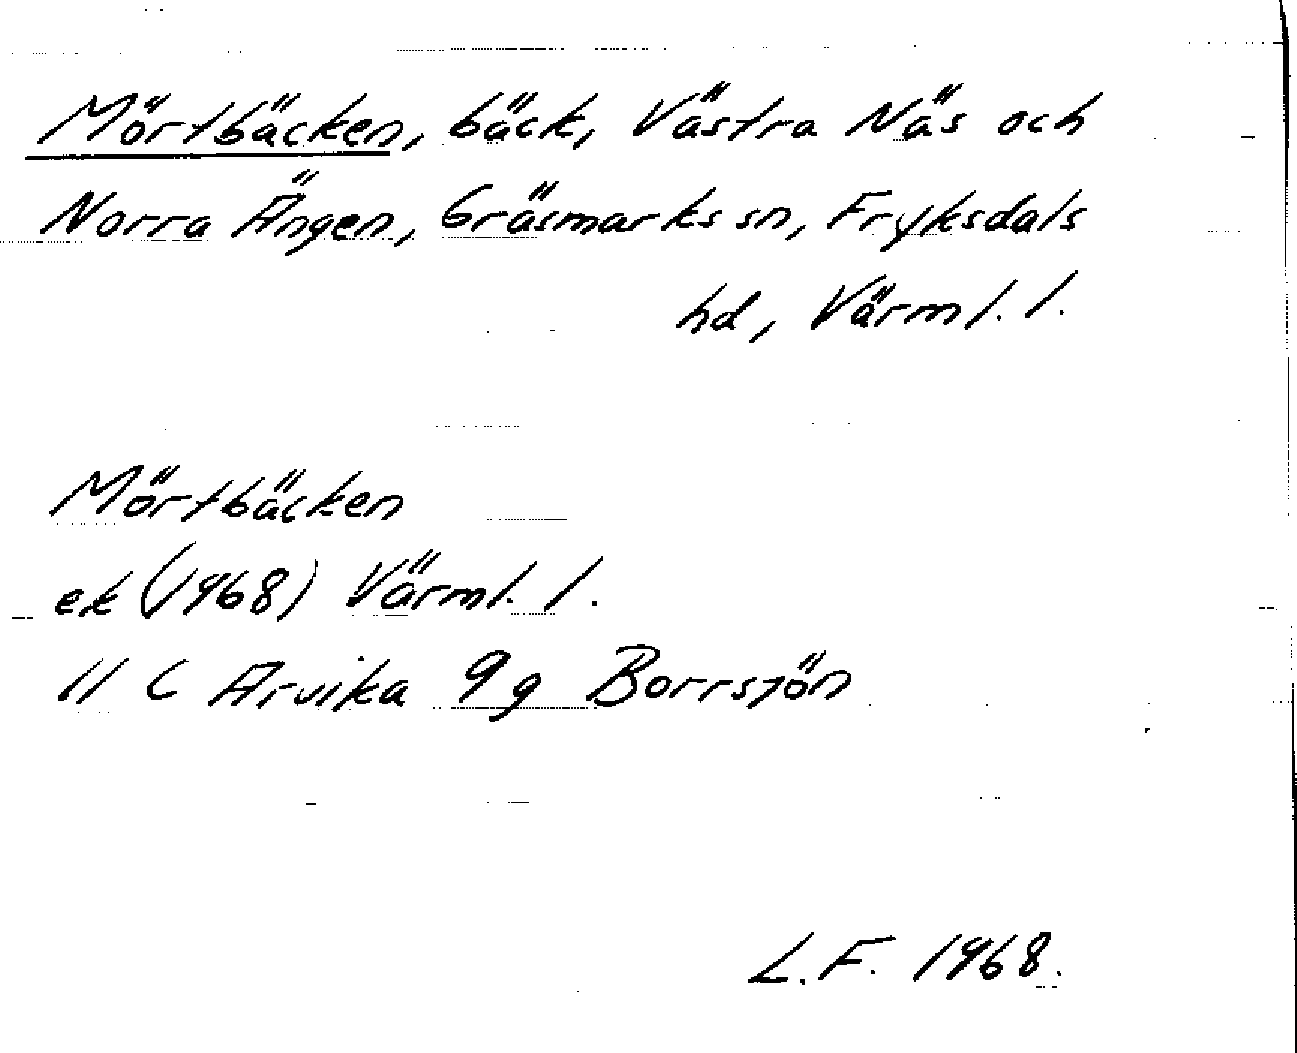 Mörtbäcken, bäck, Västra Näs och
Norra Ängen, Gräsmarks sn, Fryksdals
hd, Värml. l.
Mörtbäcken
ek (1968) Värml. l.
11 C Arvika 9g Borrsjön
L.F. 1968.